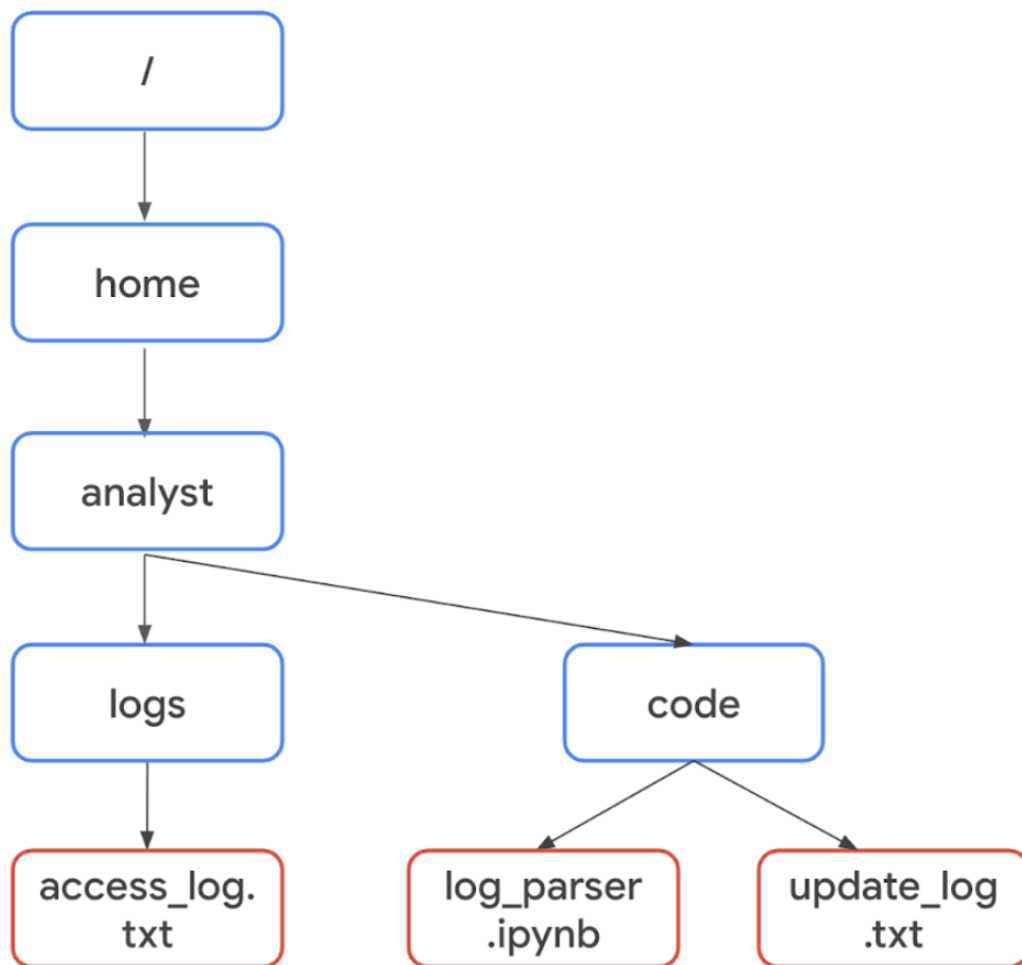 /
home
analyst
logs
code
access_log.
txt
log_parser
.ipynb
update_log
.txt